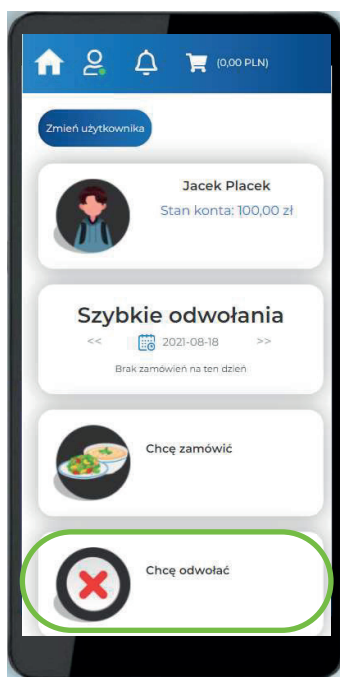 (0,00 PLN)
Zmień użytkownika
Jacek Placek
Stan konta: 100,00 zł
Szybkie odwołania
<< 2021-08-18 >>
Brak zamówień na ten dzień
Chcę zamówić
Chcę odwołać